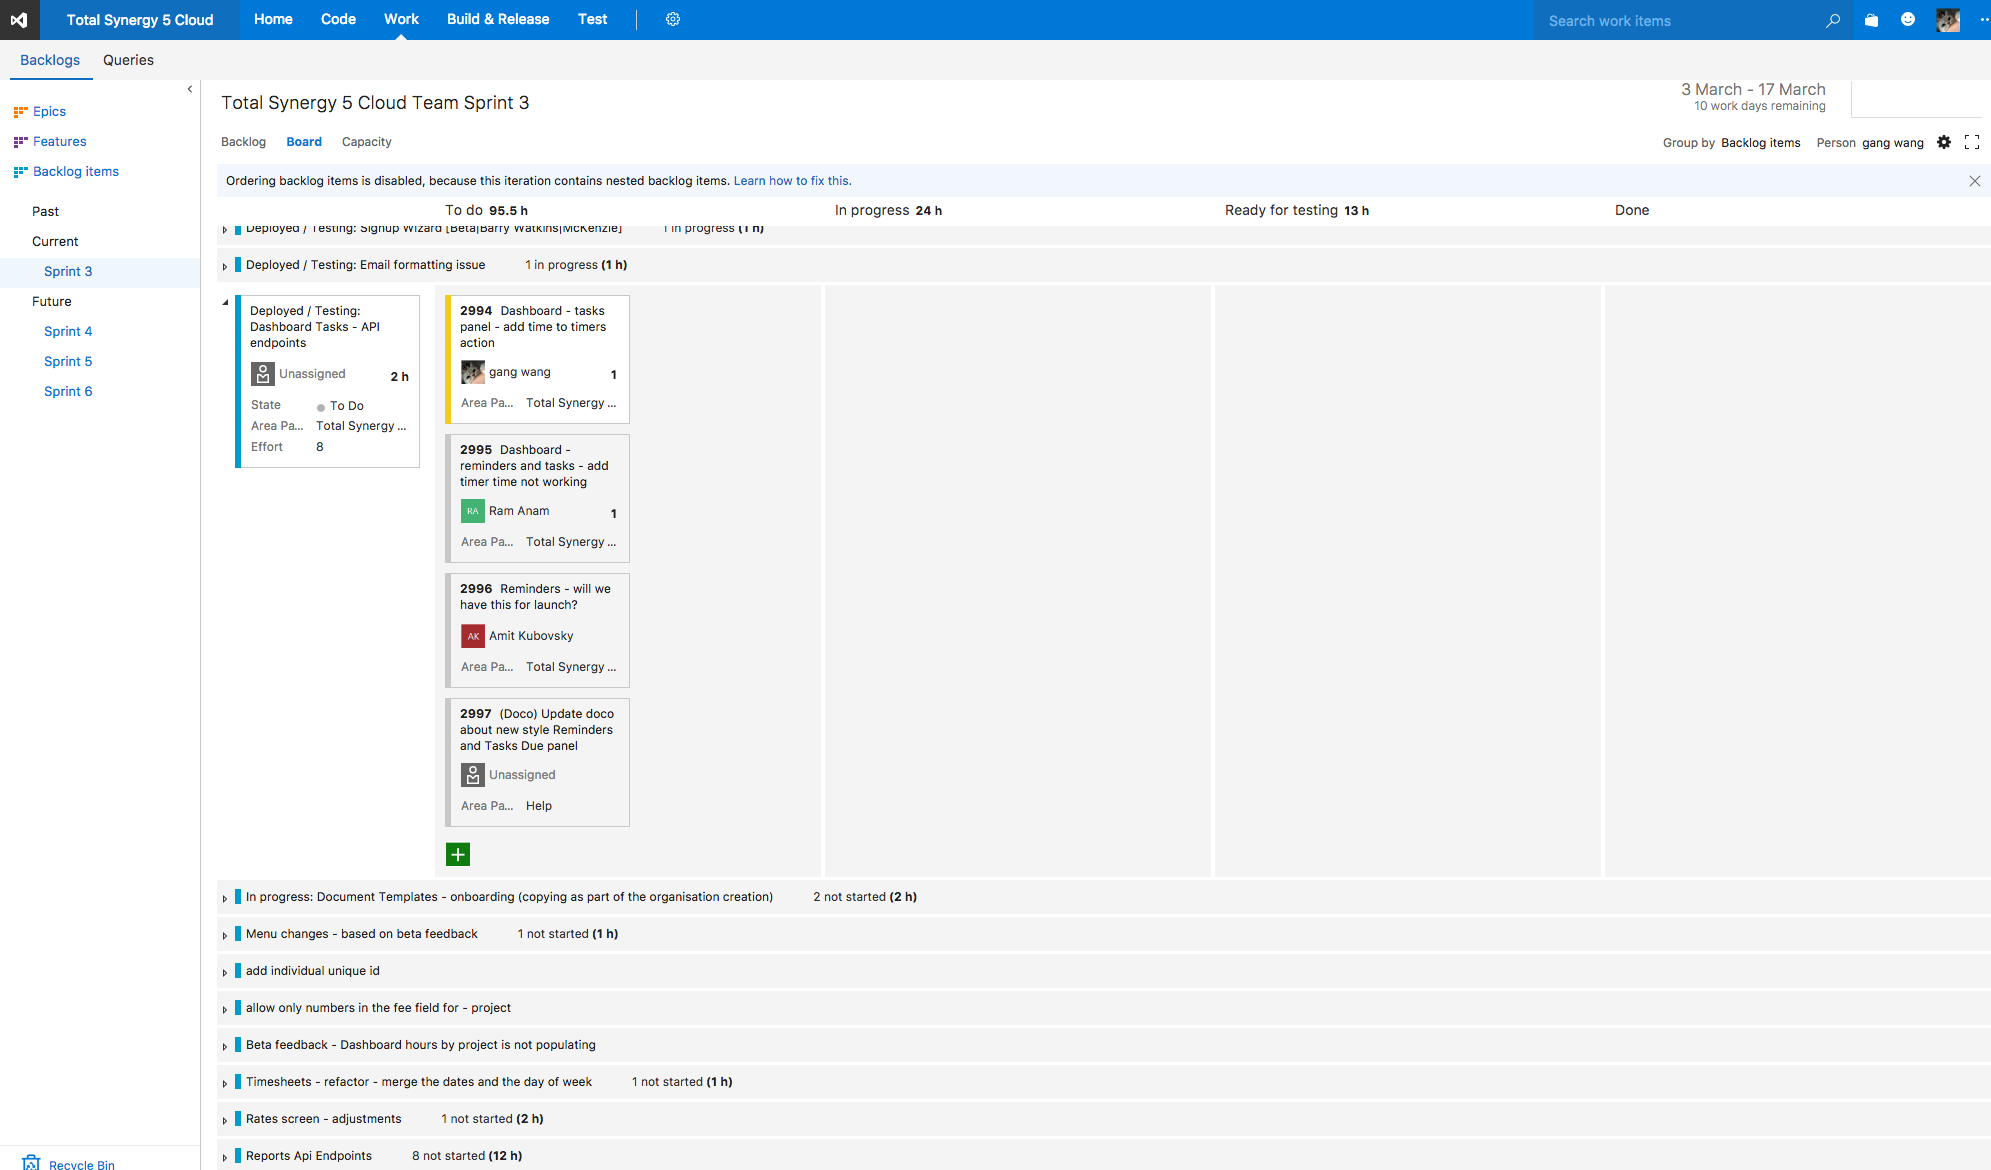 Total Synergy 5 Cloud Home Code Work Build & Release Test Search work items
Backlogs Queries
Epics
Features
Backlog items
Past
Current
Sprint 3
Future
Sprint 4
Sprint 5
Sprint 6
Recycle Bin
Total Synergy 5 Cloud Team Sprint 3
3 March - 17 March
10 work days remaining
Backlog Board Capacity
Group by Backlog items Person gang wang
Ordering backlog items is disabled, because this iteration contains nested backlog items. Learn how to fix this.
To do 95.5 h In progress 24 h Ready for testing 13 h Done
Deployed / Testing: Signup Wizard [Beta|Barry Watkins|McKenzie] 1 in progress (1 h)
Deployed / Testing: Email formatting issue 1 in progress (1 h)
Deployed / Testing:
Dashboard Tasks - API
endpoints
Unassigned 2 h
State To Do
Area Pa... Total Synergy ...
Effort 8
2994 Dashboard - tasks
panel - add time to timers
action
gang wang 1
Area Pa... Total Synergy ...
2995 Dashboard -
reminders and tasks - add
timer time not working
RA Ram Anam 1
Area Pa... Total Synergy ...
2996 Reminders - will we
have this for launch?
AK Amit Kubovsky
Area Pa... Total Synergy ...
2997 (Doco) Update doco
about new style Reminders
and Tasks Due panel
Unassigned
Area Pa... Help
In progress: Document Templates - onboarding (copying as part of the organisation creation) 2 not started (2 h)
Menu changes - based on beta feedback 1 not started (1 h)
add individual unique id
allow only numbers in the fee field for - project
Beta feedback - Dashboard hours by project is not populating
Timesheets - refactor - merge the dates and the day of week 1 not started (1 h)
Rates screen - adjustments 1 not started (2 h)
Reports Api Endpoints 8 not started (12 h)